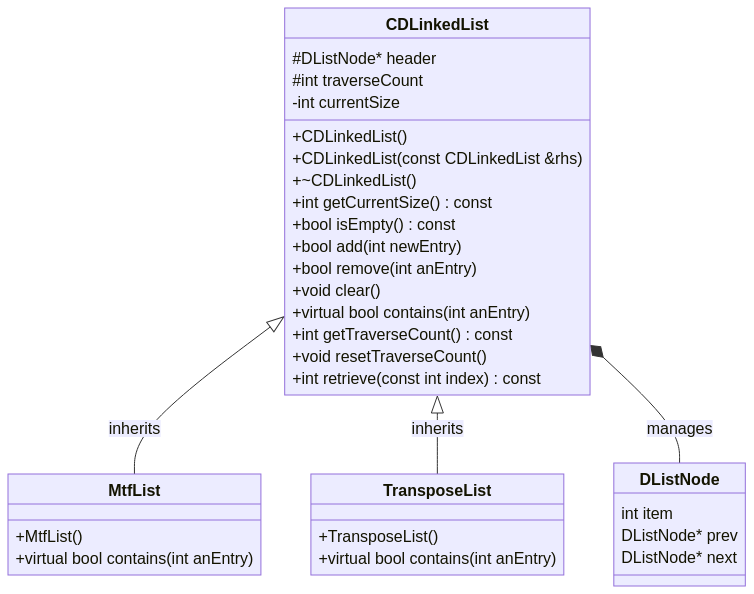 CDLinkedList
#DListNode* header
#int traverseCount
-int currentSize
+CDLinkedList()
+CDLinkedList(const CDLinkedList &rhs)
+~CDLinkedList()
+int getCurrentSize() : const
+bool isEmpty() : const
+bool add(int newEntry)
+bool remove(int anEntry)
+void clear()
+virtual bool contains(int anEntry)
+int getTraverseCount() : const
+void resetTraverseCount()
+int retrieve(const int index) : const
inherits
inherits
manages
MtfList
+MtfList()
+virtual bool contains(int anEntry)
TransposeList
+TransposeList()
+virtual bool contains(int anEntry)
DListNode
int item
DListNode* prev
DListNode* next